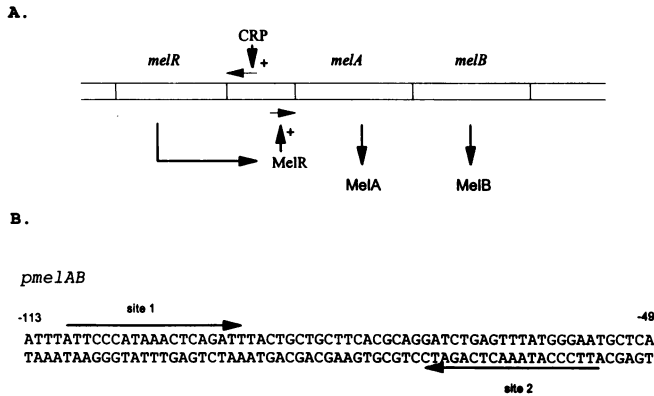 A.
CRP
+
melR melA melB
+
MelR
MelA MelB
B.
pmelAB
site 1
-113 -49
ATTTATTCCCATAAACTCAGATTTACTGCTGCTTCACGCAGGATCTGAGTTTATGGGAATGCTCA
TAAATAAGGGTATTTGAGTCTAAATGACGACGAAGTGCGTCCTAGACTCAAATACCCTTACGAGT
site 2